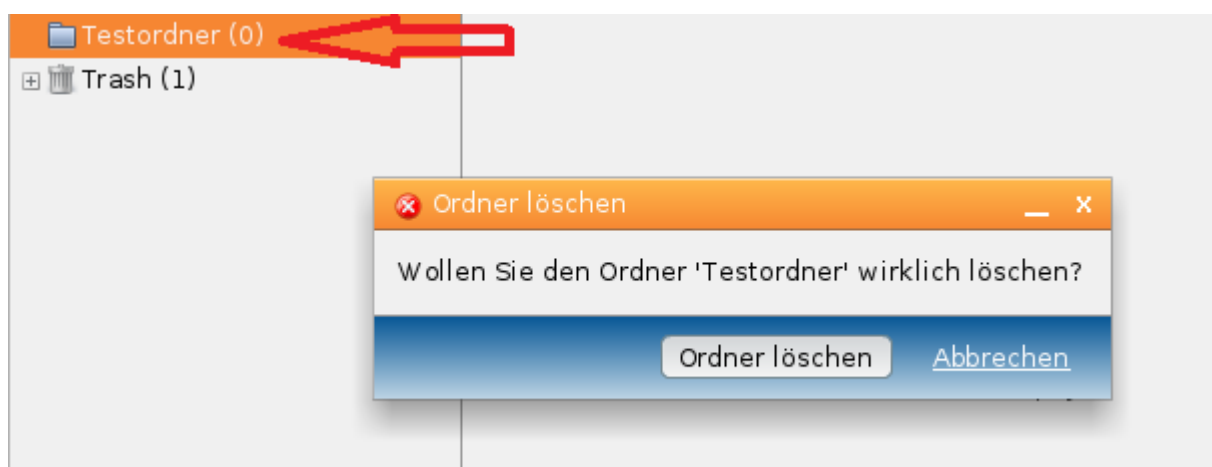 Testordner (0)
Trash (1)
Ordner löschen
Wollen Sie den Ordner 'Testordner' wirklich löschen?
Ordner löschen Abbrechen